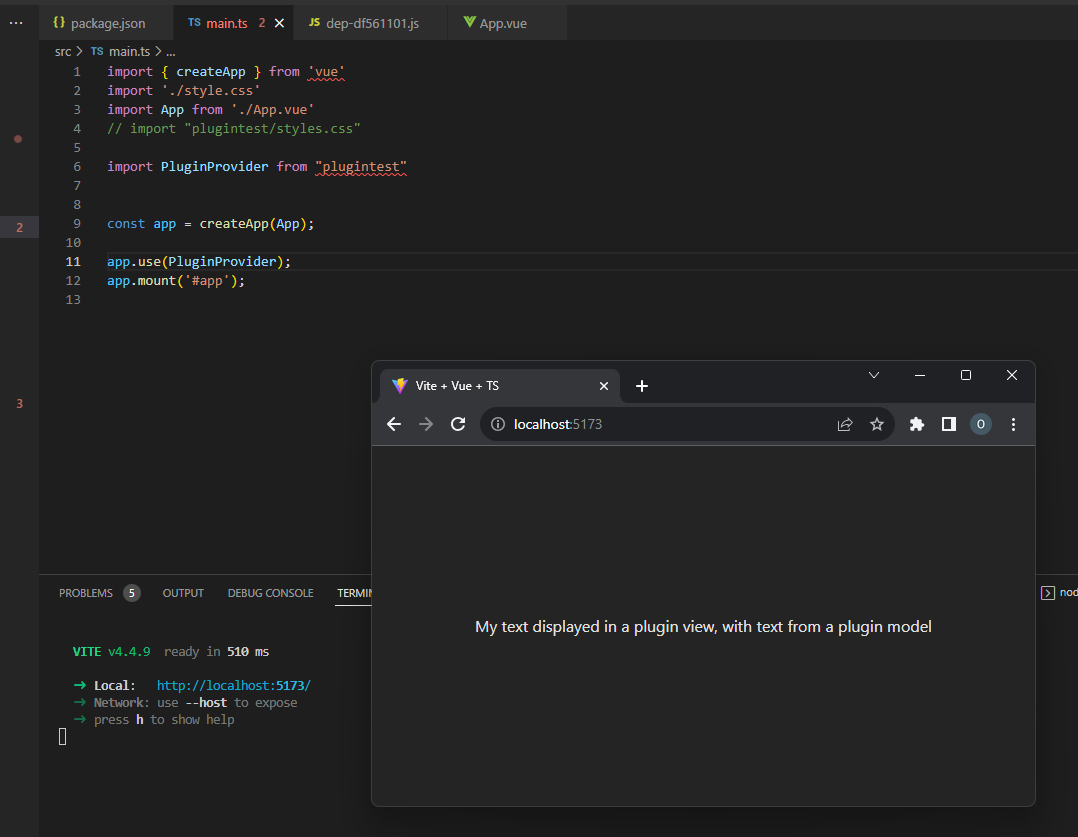 package.json
TS main.ts 2
JS dep-df561101.js
App.vue
src > TS main.ts > ...
1 import { createApp } from 'vue'
2 import './style.css'
3 import App from './App.vue'
4 // import "plugintest/styles.css"
5
6 import PluginProvider from "plugintest"
7
8
9 const app = createApp(App);
10
11 app.use(PluginProvider);
12 app.mount('#app');
13
2
3
Vite + Vue + TS
localhost:5173
O
My text displayed in a plugin view, with text from a plugin model
PROBLEMS 5 OUTPUT DEBUG CONSOLE TERMIN
nod
VITE v4.4.9 ready in 510 ms
➜ Local: http://localhost:5173/
➜ Network: use --host to expose
➜ press h to show help